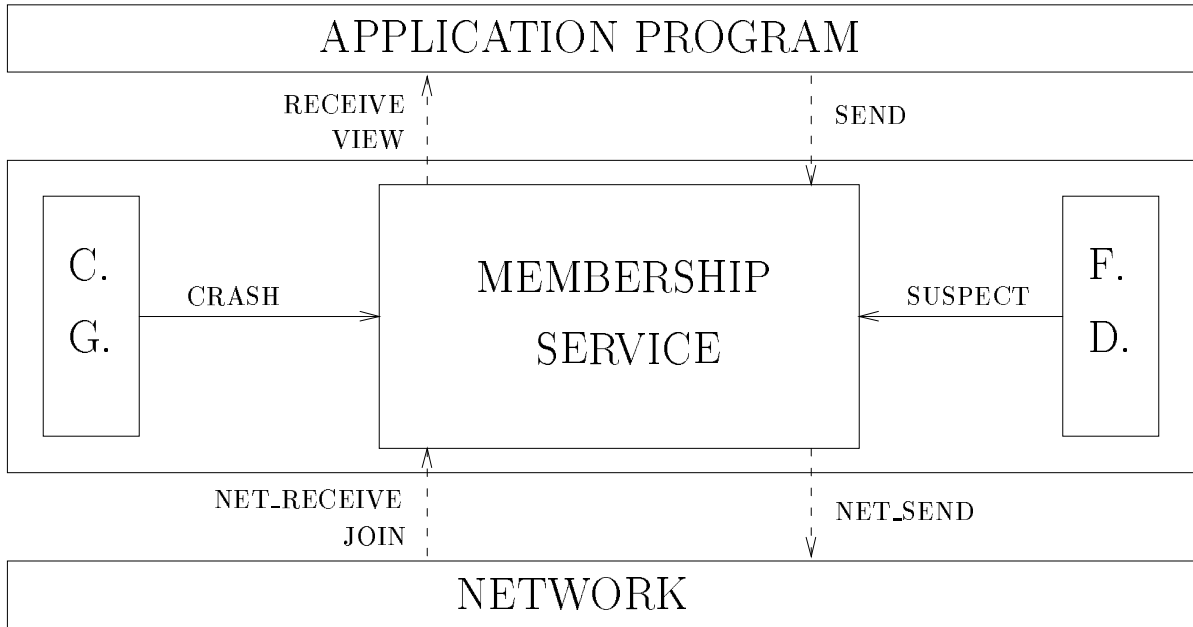 APPLICATION PROGRAM
RECEIVE
VIEW
SEND
C.
G.
CRASH
MEMBERSHIP
SERVICE
SUSPECT
F.
D.
NET_RECEIVE
JOIN
NET_SEND
NETWORK